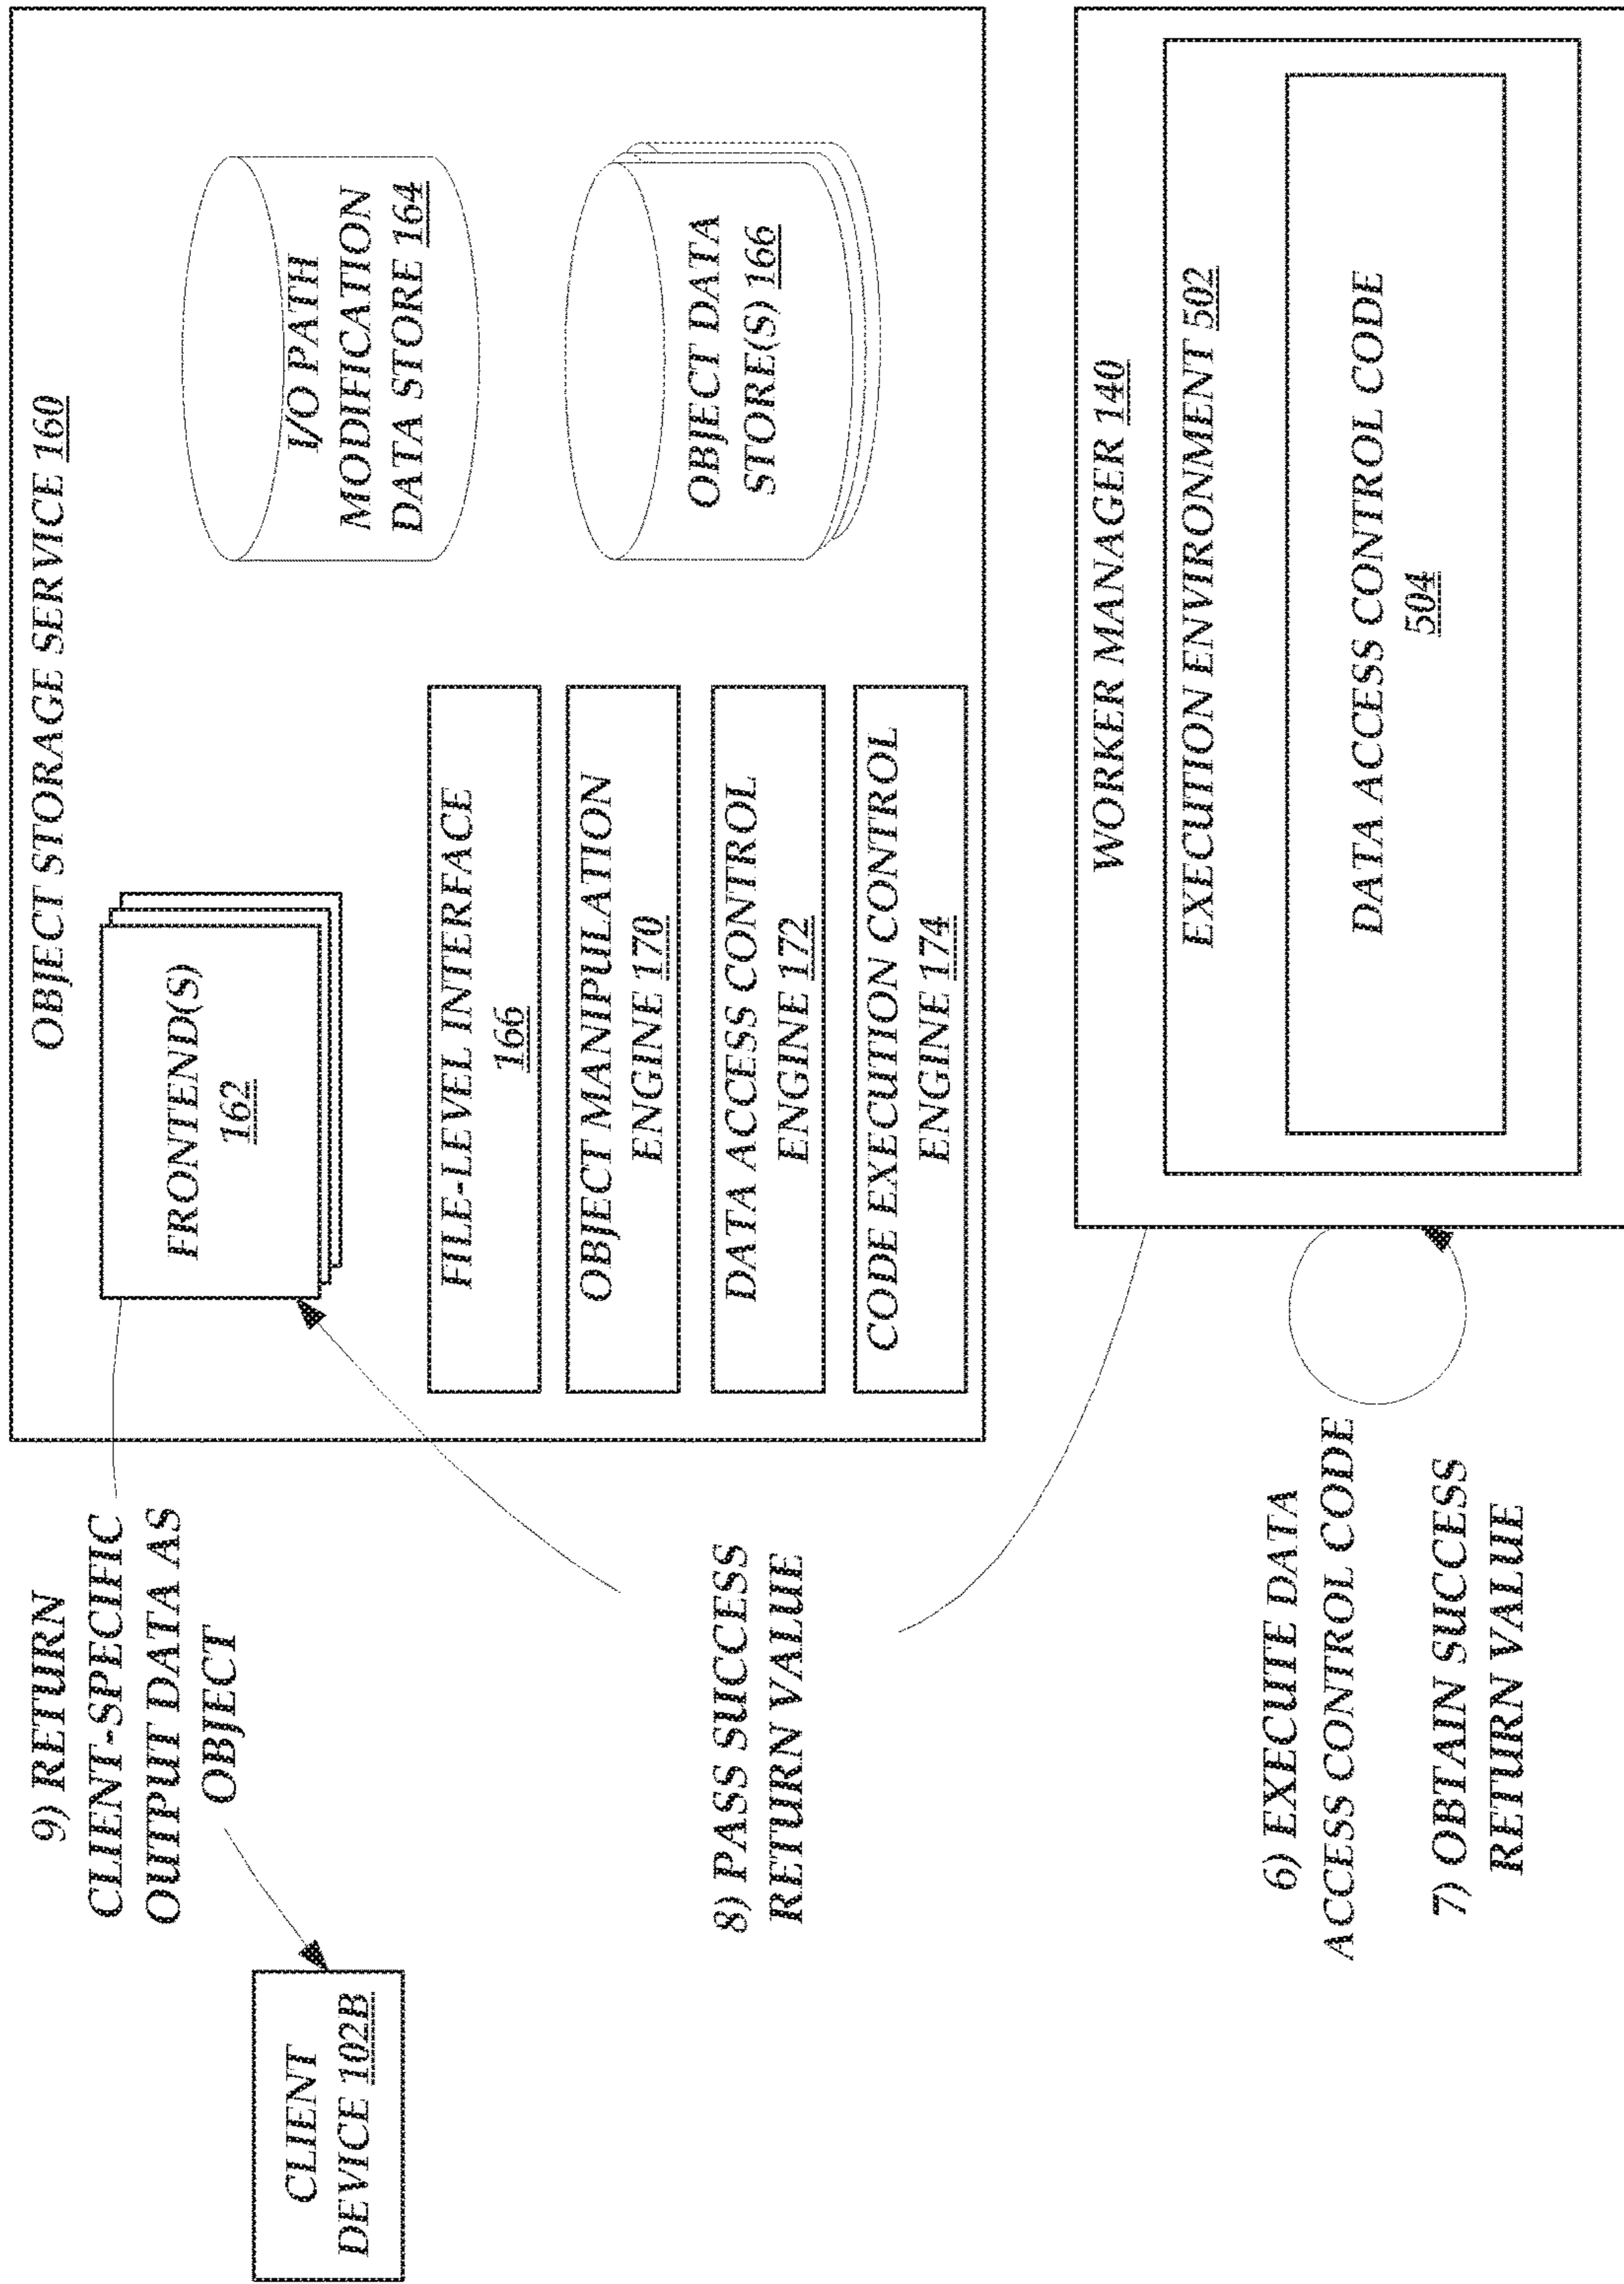 OBJECT STORAGE SERVICE 160
FRONTEND(S)
162
I/O PATH
MODIFICATION
DATA STORE 164
FILE-LEVEL INTERFACE
166
OBJECT MANIPULATION
ENGINE 170
DATA ACCESS CONTROL
ENGINE 172
CODE EXECUTION CONTROL
ENGINE 174
OBJECT DATA
STORE(S) 166
9) RETURN
CLIENT-SPECIFIC
OUTPUT DATA AS
OBJECT
CLIENT
DEVICE 102B
8) PASS SUCCESS
RETURN VALUE
WORKER MANAGER 140
EXECUTION ENVIRONMENT 502
DATA ACCESS CONTROL CODE
504
6) EXECUTE DATA
ACCESS CONTROL CODE
7) OBTAIN SUCCESS
RETURN VALUE